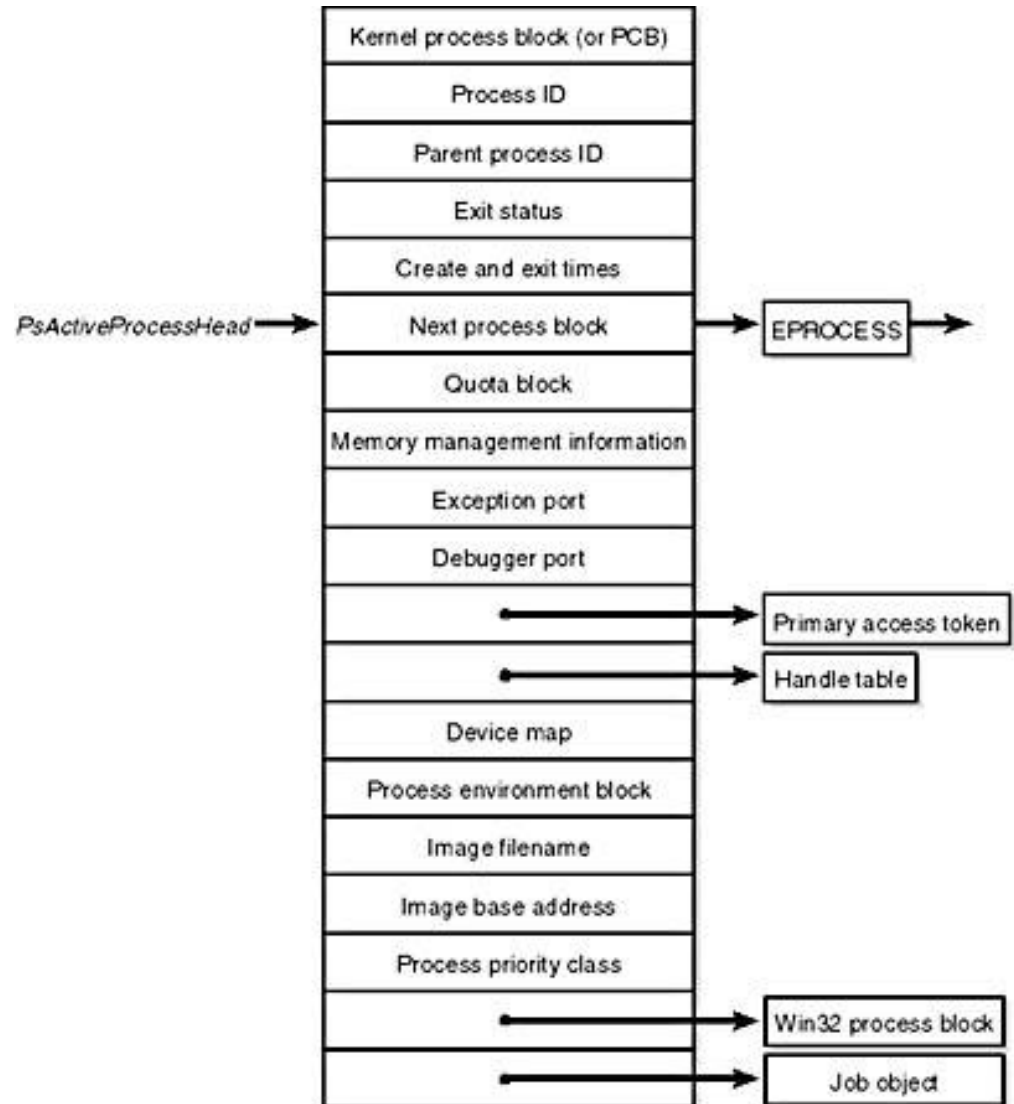 Kernel process block (or PCB)
Process ID
Parent process ID
Exit status
Create and exit times
PsActiveProcessHead
Next process block
EPROCESS
Quota block
Memory management information
Exception port
Debugger port
Primary access token
Handle table
Device map
Process environment block
Image filename
Image base address
Process priority class
Win32 process block
Job object